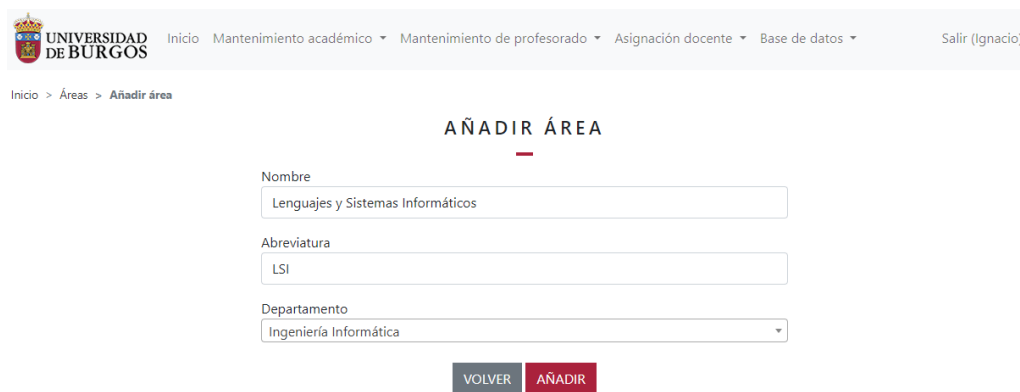 UNIVERSIDAD
DE BURGOS
Inicio Mantenimiento académico Mantenimiento de profesorado Asignación docente Base de datos Salir (Ignacio)
Inicio > Áreas > Añadir área
AÑADIR ÁREA
Nombre
Lenguajes y Sistemas Informáticos
Abreviatura
LSI
Departamento
Ingeniería Informática
VOLVER AÑADIR